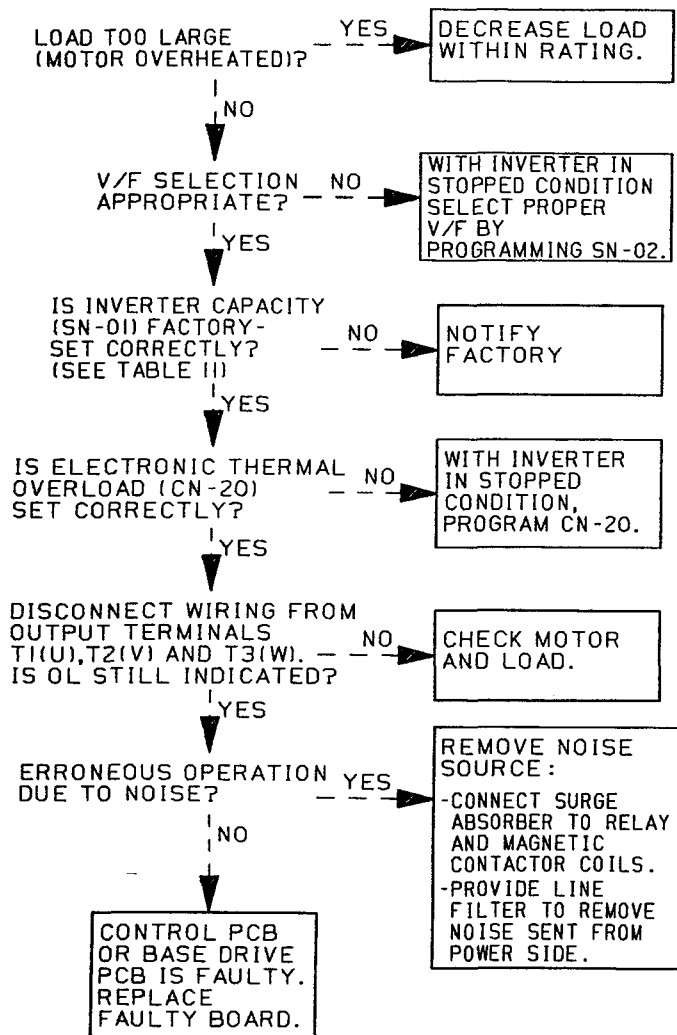 LOAD TOO LARGE
(MOTOR OVERHEATED)?
YES
DECREASE LOAD
WITHIN RATING.
NO
V/F SELECTION
APPROPRIATE?
NO
WITH INVERTER IN
STOPPED CONDITION
SELECT PROPER
V/F BY
PROGRAMMING SN-02.
YES
IS INVERTER CAPACITY
(SN-01) FACTORY-
SET CORRECTLY?
(SEE TABLE 11)
NO
NOTIFY
FACTORY
YES
IS ELECTRONIC THERMAL
OVERLOAD (CN-20)
SET CORRECTLY?
NO
WITH INVERTER
IN STOPPED
CONDITION,
PROGRAM CN-20.
YES
DISCONNECT WIRING FROM
OUTPUT TERMINALS
T1(U),T2(V) AND T3(W).
IS OL STILL INDICATED?
NO
CHECK MOTOR
AND LOAD.
YES
ERRONEOUS OPERATION
DUE TO NOISE?
YES
REMOVE NOISE
SOURCE:
-CONNECT SURGE
ABSORBER TO RELAY
AND MAGNETIC
CONTACTOR COILS.
-PROVIDE LINE
FILTER TO REMOVE
NOISE SENT FROM
POWER SIDE.
NO
CONTROL PCB
OR BASE DRIVE
PCB IS FAULTY.
REPLACE
FAULTY BOARD.